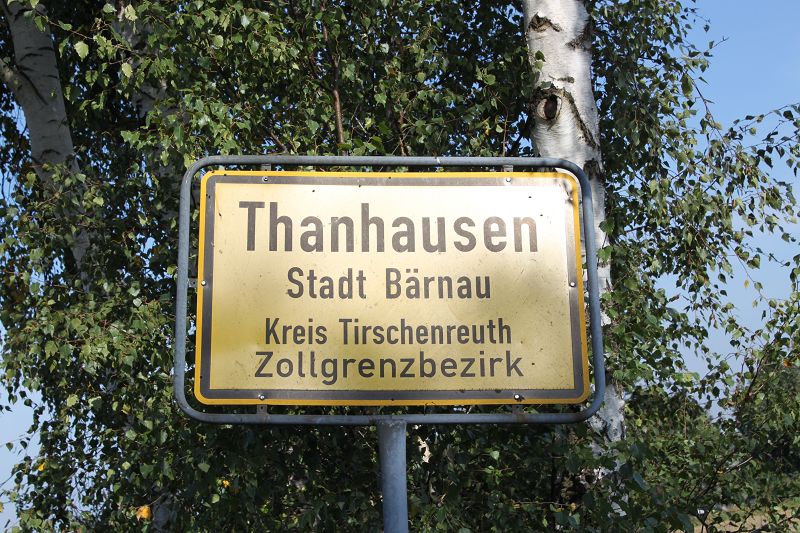 Thanhausen
Stadt Bärnau
Kreis Tirschenreuth
Zollgrenzbezirk